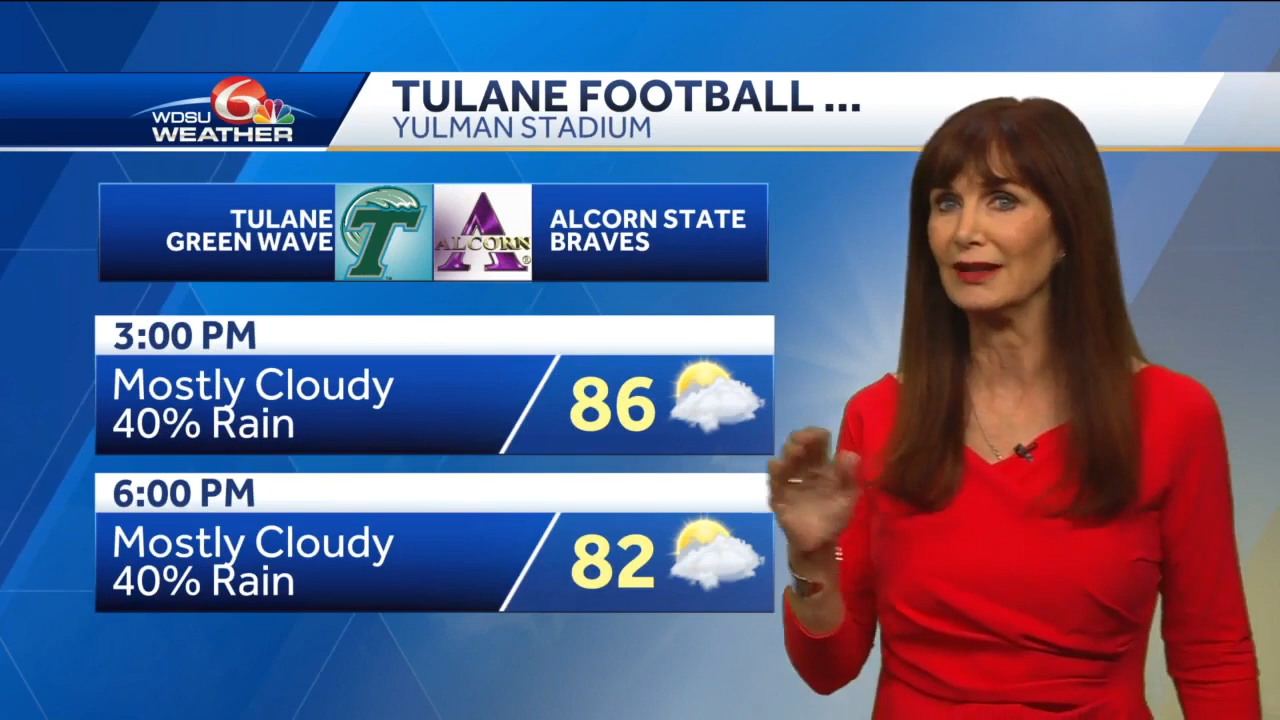 WDSU 6
WEATHER
TULANE FOOTBALL ...
YULMAN STADIUM
TULANE
GREEN WAVE
T
A
ALCORN
ALCORN STATE
BRAVES
3:00 PM
Mostly Cloudy
40% Rain
86
6:00 PM
Mostly Cloudy
40% Rain
82